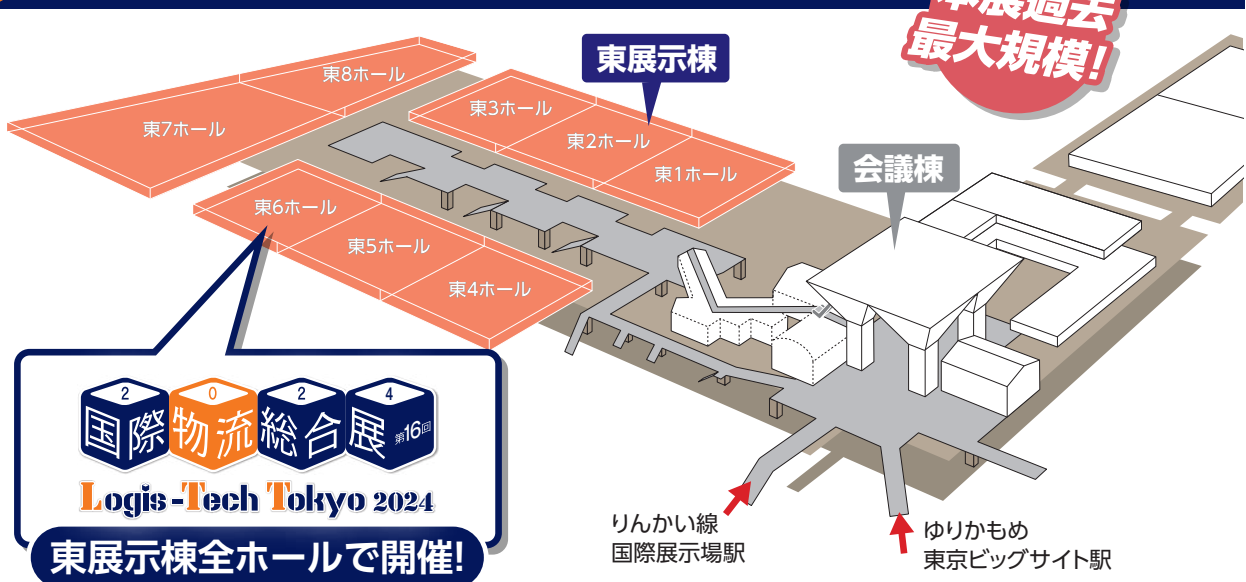 本展過去
最大規模!
東展示棟
東8ホール
東7ホール
東3ホール
東2ホール
東1ホール
会議棟
東6ホール
東5ホール
東4ホール
2 0 2 4
国際物流総合展 第16回
Logis-Tech Tokyo 2024
東展示棟全ホールで開催!
りんかい線
国際展示場駅
ゆりかもめ
東京ビッグサイト駅